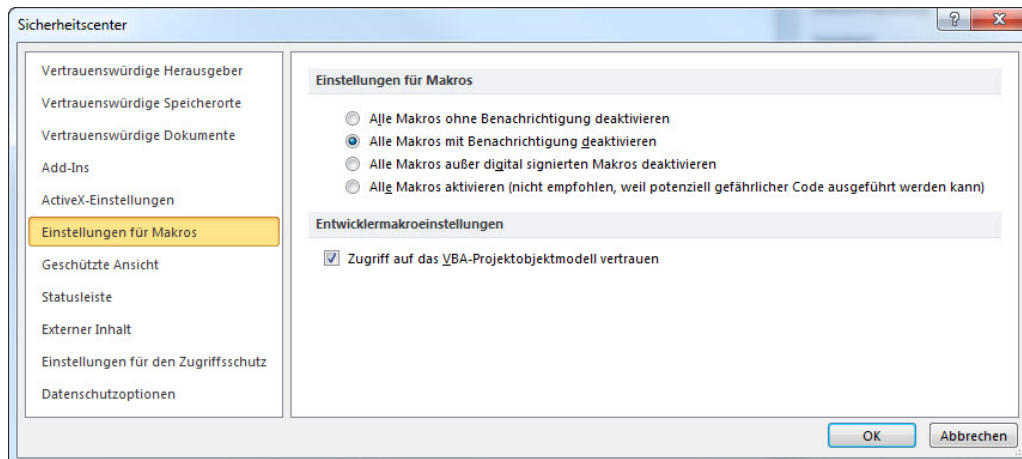 Sicherheitscenter
Vertrauenswürdige Herausgeber
Vertrauenswürdige Speicherorte
Vertrauenswürdige Dokumente
Add-Ins
ActiveX-Einstellungen
Einstellungen für Makros
Geschützte Ansicht
Statusleiste
Externer Inhalt
Einstellungen für den Zugriffsschutz
Datenschutzoptionen
Einstellungen für Makros
Alle Makros ohne Benachrichtigung deaktivieren
Alle Makros mit Benachrichtigung deaktivieren
Alle Makros außer digital signierten Makros deaktivieren
Alle Makros aktivieren (nicht empfohlen, weil potenziell gefährlicher Code ausgeführt werden kann)
Entwicklermakroeinstellungen
Zugriff auf das VBA-Projektobjektmodell vertrauen
OK
Abbrechen